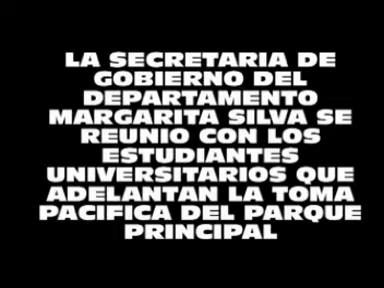 LA SECRETARIA DE
GOBIERNO DEL
DEPARTAMENTO
MARGARITA SILVA SE
REUNIO CON LOS
ESTUDIANTES
UNIVERSITARIOS QUE
ADELANTAN LA TOMA
PACIFICA DEL PARQUE
PRINCIPAL